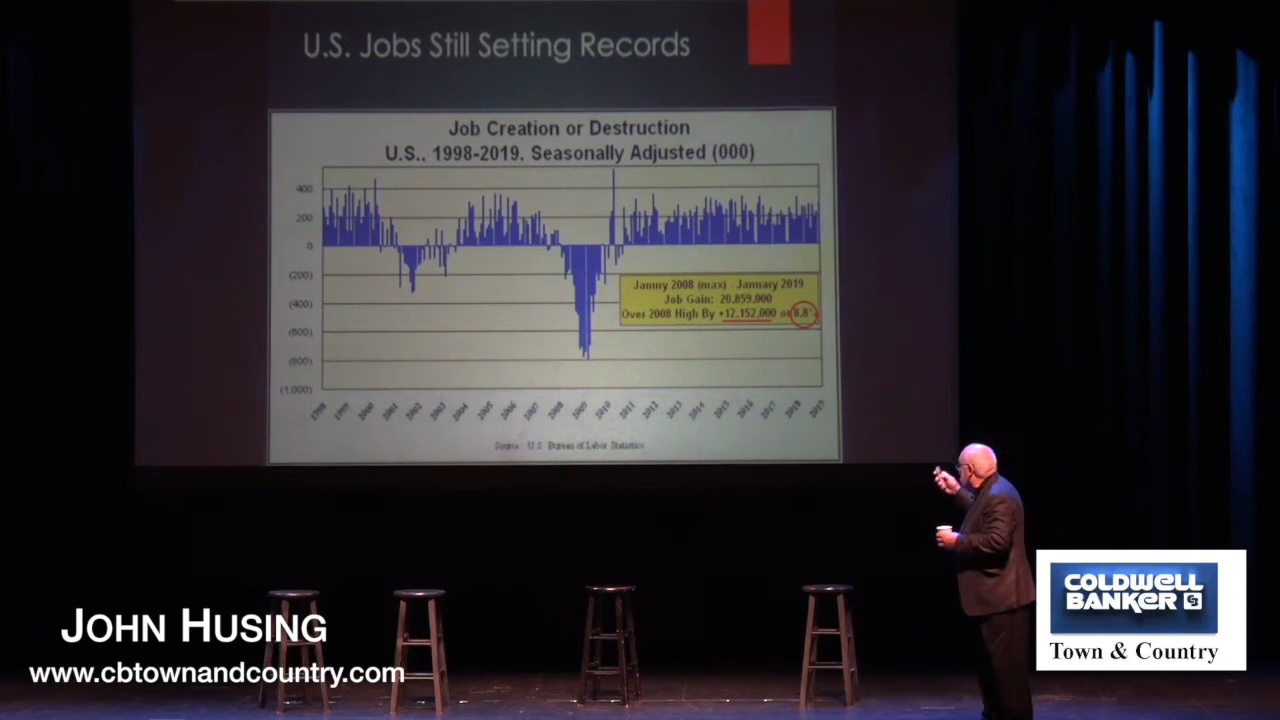 U.S. Jobs Still Setting Records
Job Creation or Destruction
U.S.. 1998-2019. Seasonally Adjusted (000)
400
200
0
(200)
(400)
(600)
(800)
(1,000)
Janury 2008 (max) - January 2019
Job Gain: 20,859,000
Over 2008 High By +12,152,000 or 8.8%
1998 1999 2000 2001 2002 2003 2004 2005 2006 2007 2008 2009 2010 2011 2012 2013 2014 2015 2016 2017 2018 2019
Source: U.S. Bureau of Labor Statistics
JOHN HUSING
www.cbtownandcountry.com
COLDWELL
BANKER CB
Town & Country